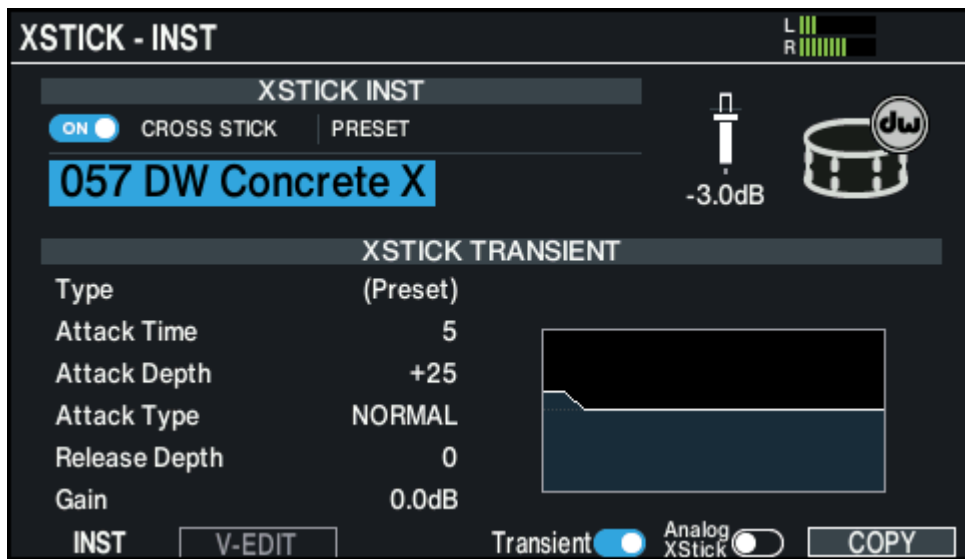 XSTICK - INST
L
R
XSTICK INST
ON CROSS STICK PRESET
dw
057 DW Concrete X
-3.0dB
XSTICK TRANSIENT
Type (Preset)
Attack Time 5
Attack Depth +25
Attack Type NORMAL
Release Depth 0
Gain 0.0dB
INST V-EDIT Transient Analog XStick COPY